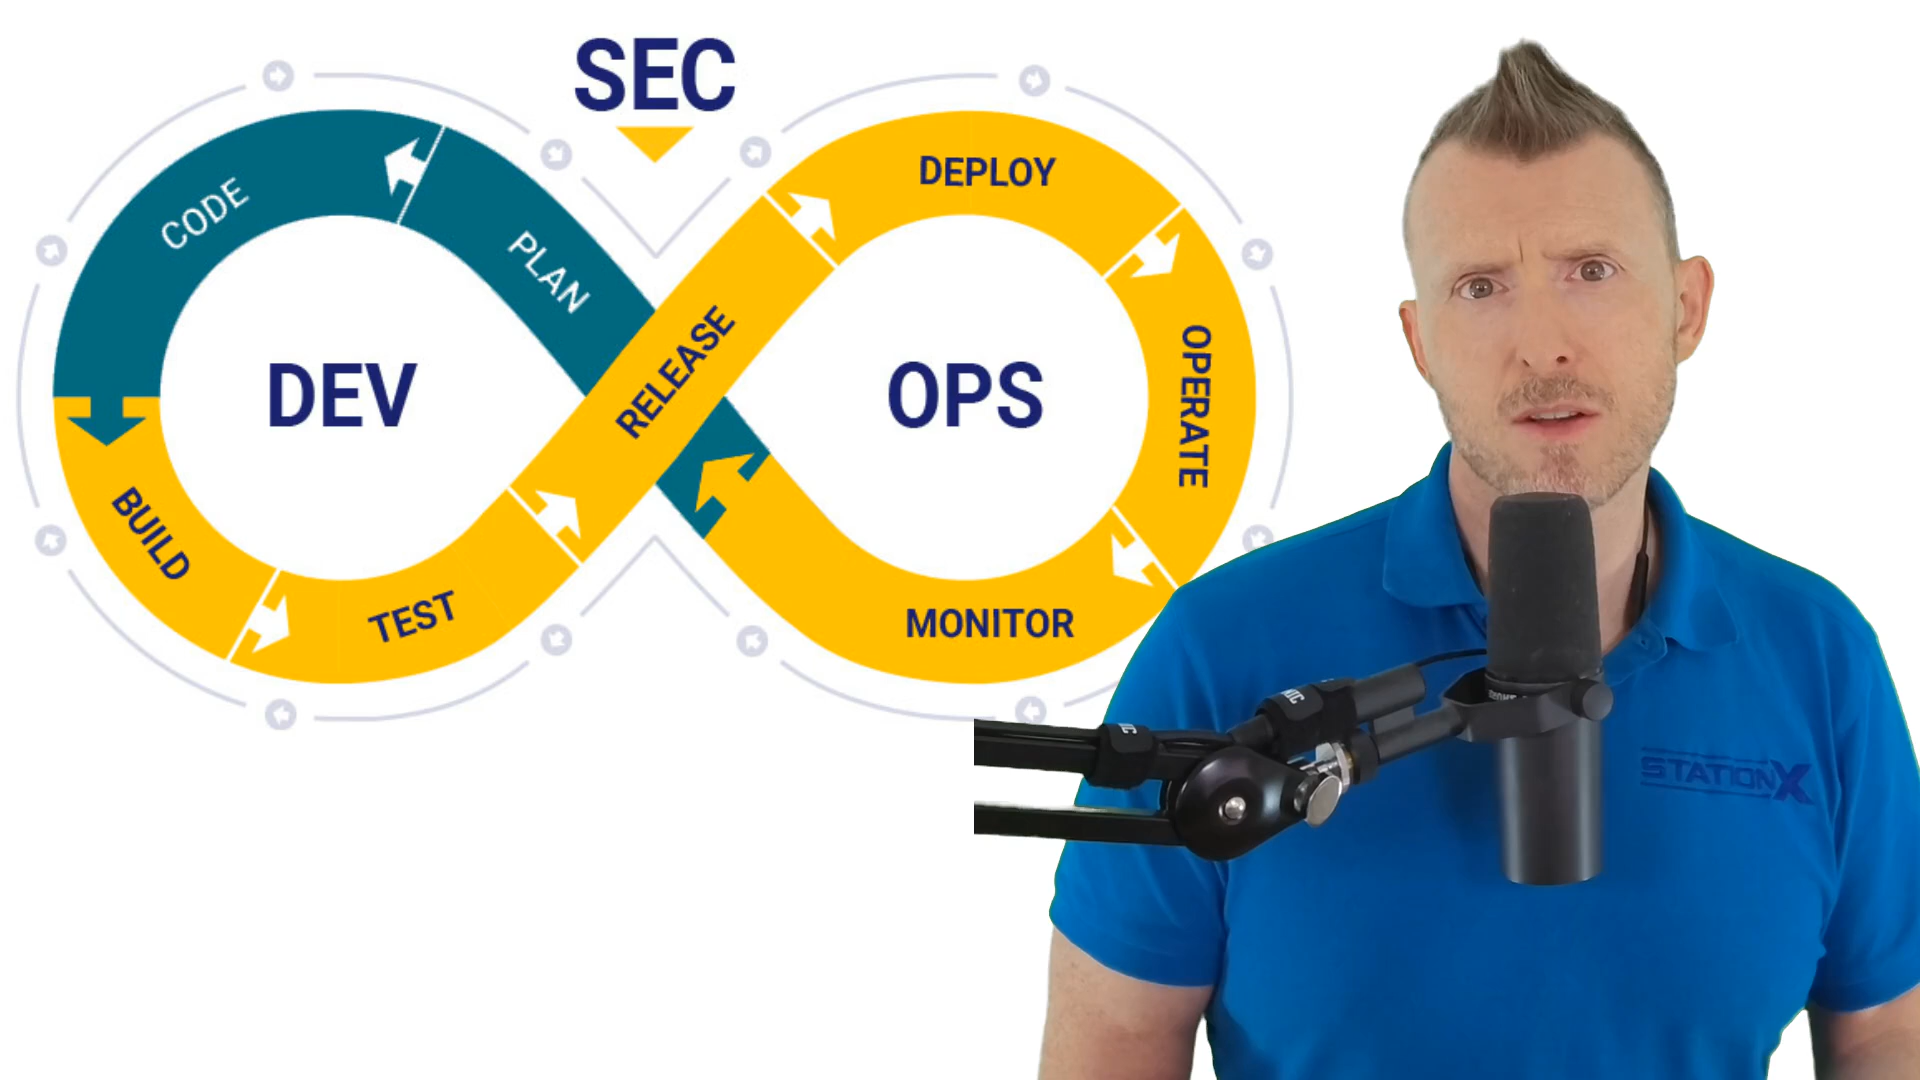 SEC
DEPLOY
CODE
PLAN
RELEASE
OPERATE
DEV
OPS
BUILD
TEST
MONITOR
STATIONX